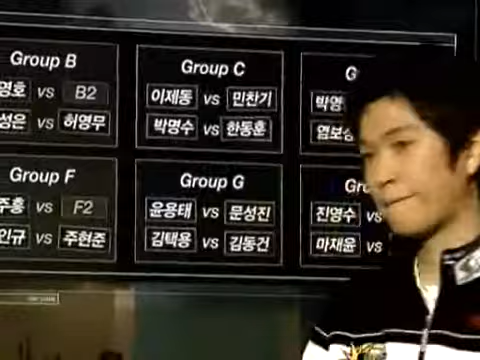 Group B
영호 vs B2
성은 vs 허영무
Group C
이제동 vs 민찬기
박명수 vs 한동훈
G
박영
염보성
Group F
주홍 vs F2
인규 vs 주현준
Group G
윤용태 vs 문성진
김택용 vs 김동건
Gro
진영수 vs
마재윤 vs